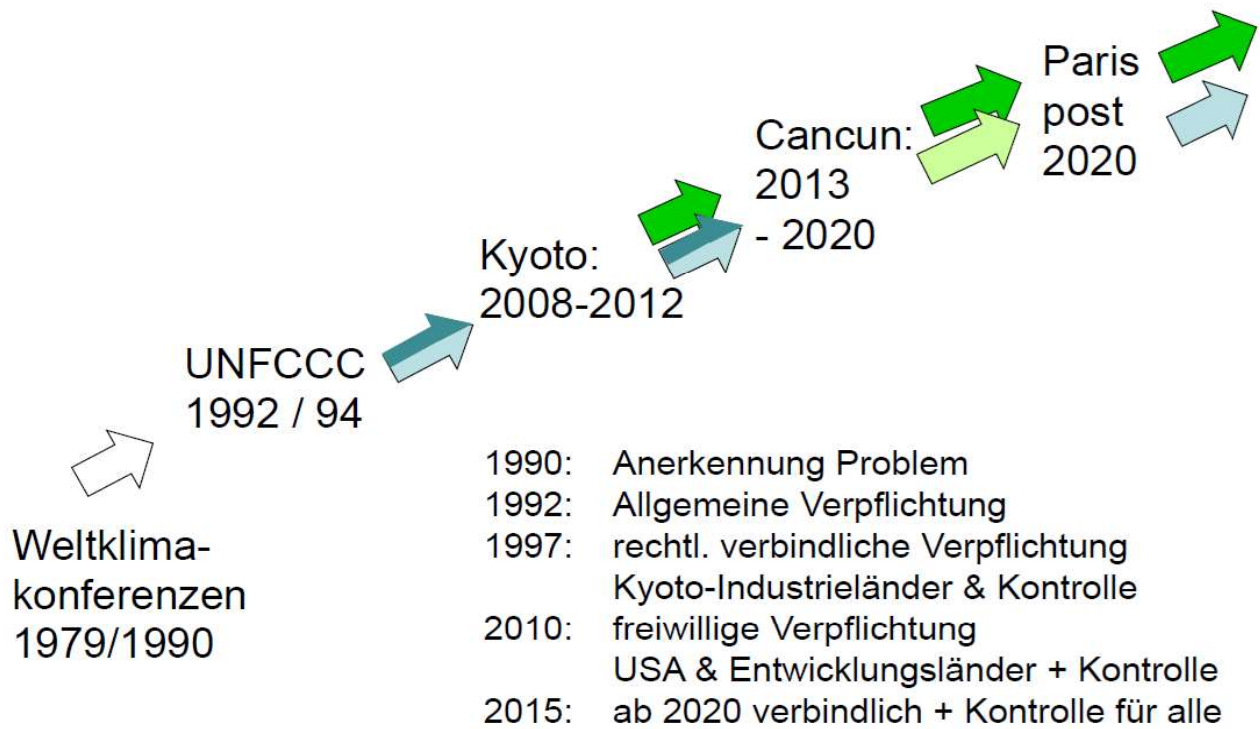 Paris
post
2020
Cancun:
2013
- 2020
Kyoto:
2008-2012
UNFCCC
1992 / 94
Weltklima-
konferenzen
1979/1990
1990: Anerkennung Problem
1992: Allgemeine Verpflichtung
1997: rechtl. verbindliche Verpflichtung
Kyoto-Industrieländer & Kontrolle
2010: freiwillige Verpflichtung
USA & Entwicklungsländer + Kontrolle
2015: ab 2020 verbindlich + Kontrolle für alle